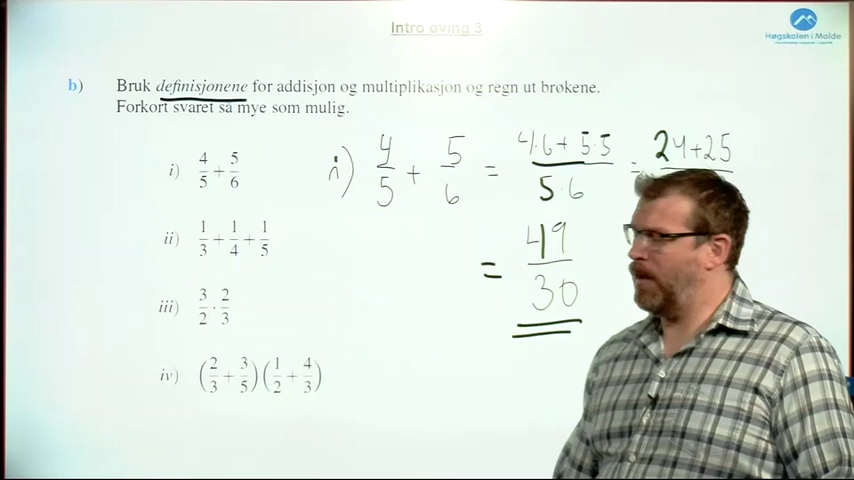 Intro øving 3
Høgskolen i Molde
b) Bruk definisjonene for addisjon og multiplikasjon og regn ut brøkene.
Forkort svaret så mye som mulig.
i) 4/5 + 5/6
ii) 1/3 + 1/4 + 1/5
iii) 3/2 · 2/3
iv) (2/3 + 3/5)(1/2 + 4/3)
i) 4/5 + 5/6 = (4·6 + 5·5)/(5·6) = 24+25
= 49/30